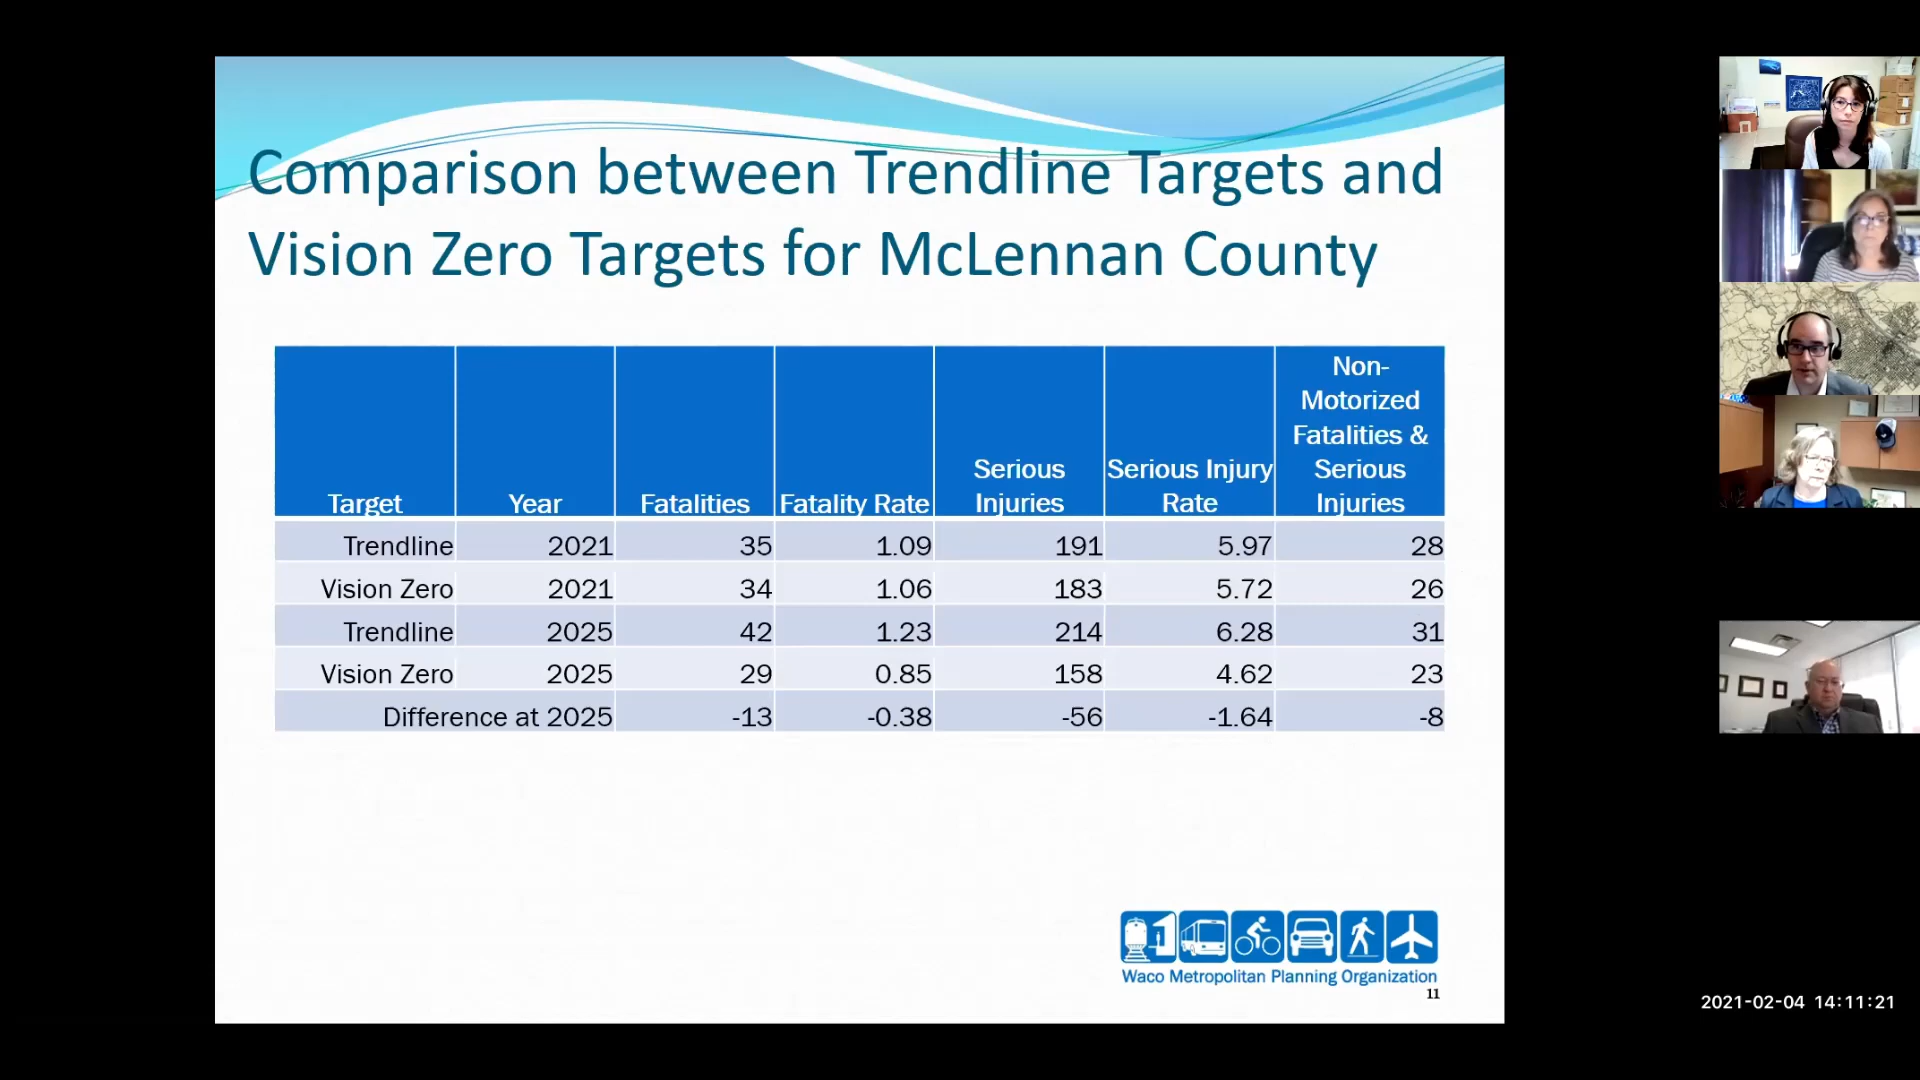 Comparison between Trendline Targets and
Vision Zero Targets for McLennan County
Target Year Fatalities Fatality Rate Serious Injuries Serious Injury Rate Non-Motorized Fatalities & Serious Injuries
Trendline 2021 35 1.09 191 5.97 28
Vision Zero 2021 34 1.06 183 5.72 26
Trendline 2025 42 1.23 214 6.28 31
Vision Zero 2025 29 0.85 158 4.62 23
Difference at 2025 -13 -0.38 -56 -1.64 -8
Waco Metropolitan Planning Organization
11
2021-02-04 14:11:21